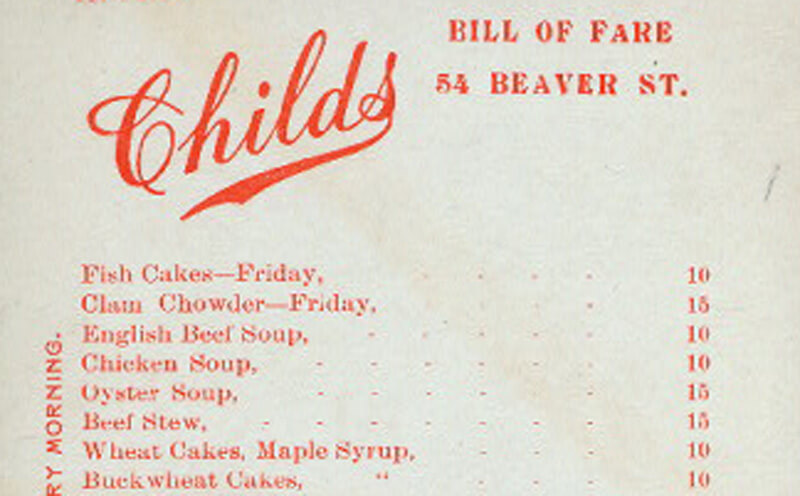 Childs
BILL OF FARE
54 BEAVER ST.
Fish Cakes—Friday, - - - - 10
Clam Chowder—Friday, - - - 15
English Beef Soup, - - - - - 10
Chicken Soup, - - - - - - 10
Oyster Soup, - - - - - - 15
Beef Stew, - - - - - - - 15
Wheat Cakes, Maple Syrup, - - - 10
Buckwheat Cakes, " - - - 10
RY MORNING.